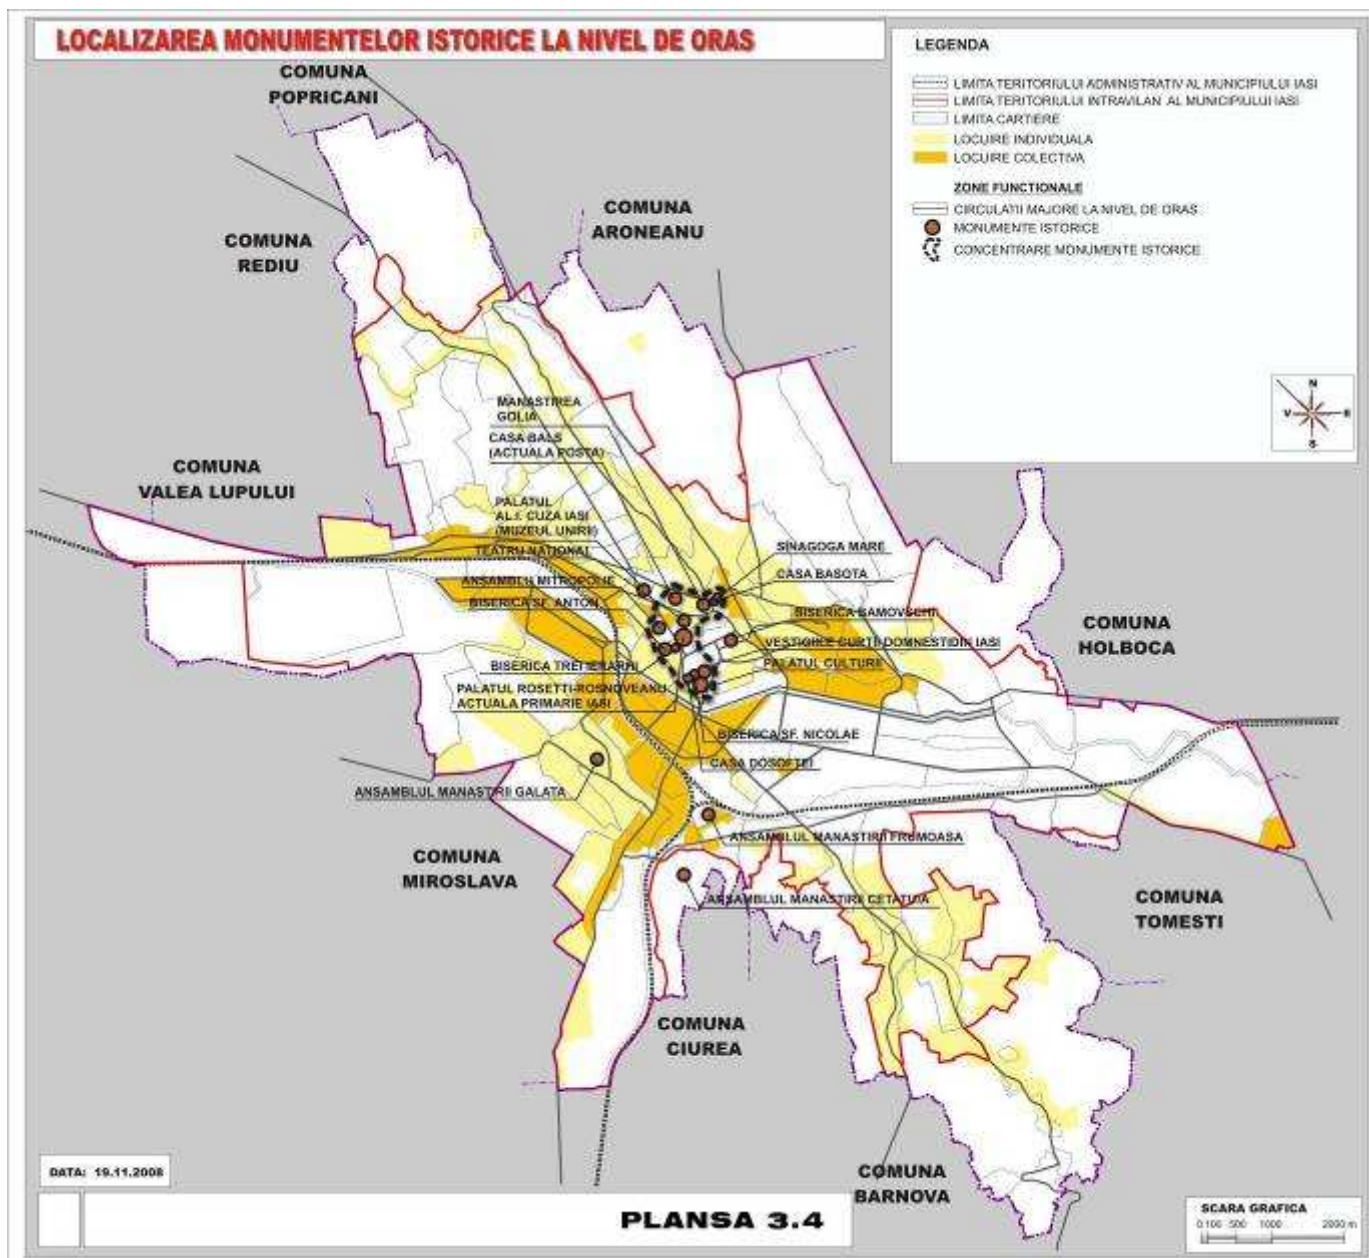 LOCALIZAREA MONUMENTELOR ISTORICE LA NIVEL DE ORAS
LEGENDA
LIMITA TERITORIULUI ADMINISTRATIV AL MUNICIPIULUI IASI
LIMITA TERITORIULUI INTRAVILAN AL MUNICIPIULUI IASI
LIMITA CARTIERE
LOCUIRE INDIVIDUALA
LOCUIRE COLECTIVA
ZONE FUNCTIONALE
CIRCULATII MAJORE LA NIVEL DE ORAS
MONUMENTE ISTORICE
CONCENTRARE MONUMENTE ISTORICE
N
V
E
S
COMUNA
POPRICANI
COMUNA
ARONEANU
COMUNA
REDIU
COMUNA
VALEA LUPULUI
MANASTIREA
GOLIA
CASA BALS
(ACTUALA POSTA)
PALATUL
AL.I. CUZA IASI
(MUZEUL UNIRII)
TEATRU NATIONAL
ANSAMBLU MITROPOLIE
BISERICA SF. ANTON
BISERICA TREI IERARHI
PALATUL ROSETTI-ROSNOVEANU
ACTUALA PRIMARIE IASI
ANSAMBLUL MANASTIRII GALATA
SINAGOGA MARE
CASA BASOTA
BISERICA BARNOVSCHI
VESTIGIILE CURTII DOMNESTI DIN IASI
PALATUL CULTURII
BISERICA SF. NICOLAE
CASA DOSOFTEI
ANSAMBLUL MANASTIRII FRUMOASA
ANSAMBLUL MANASTIRII CETATUIA
COMUNA
HOLBOCA
COMUNA
MIROSLAVA
COMUNA
TOMESTI
COMUNA
CIUREA
COMUNA
BARNOVA
DATA: 19.11.2008
PLANSA 3.4
SCARA GRAFICA
0 100 500 1000 2000 m